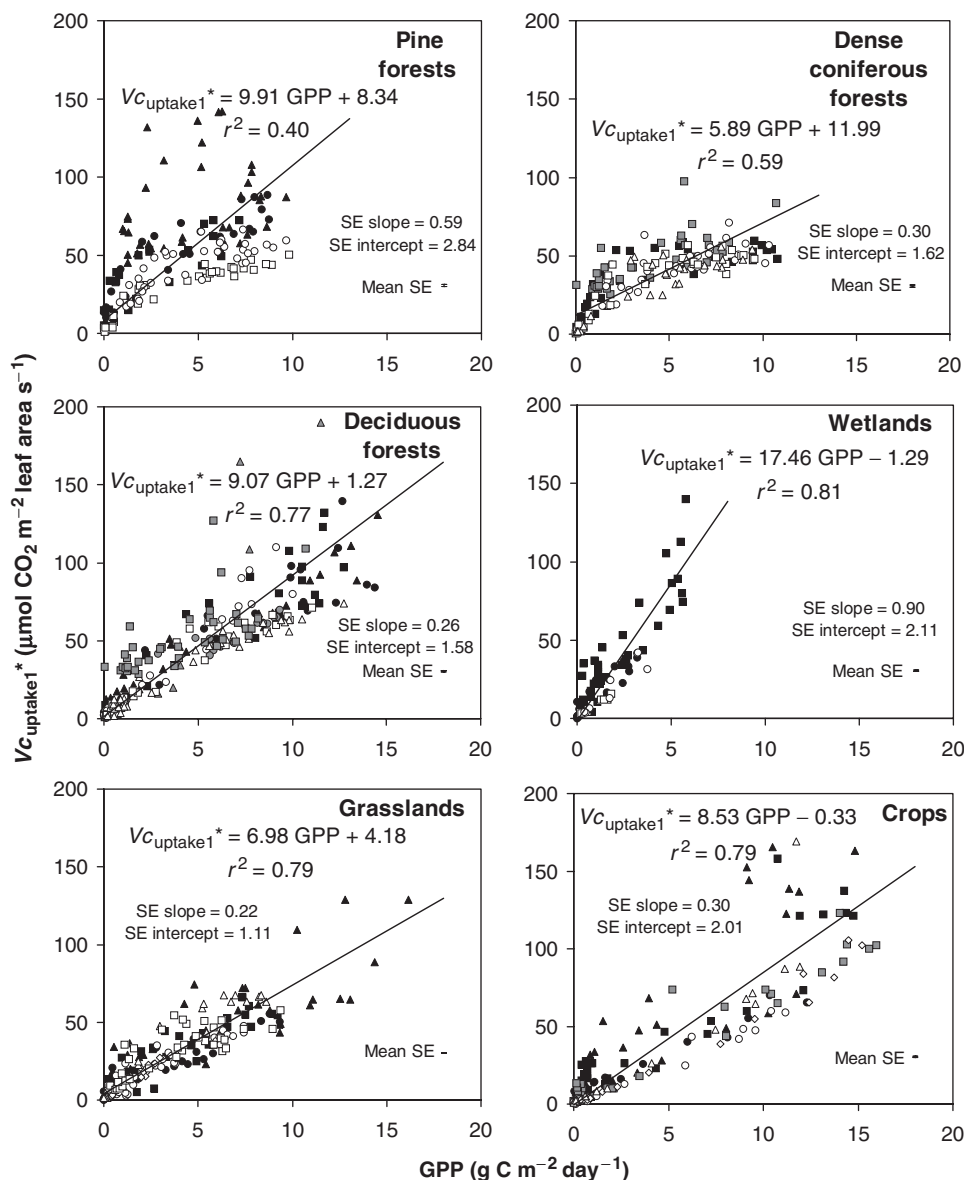 Pine
forests
Vc_uptake1* = 9.91 GPP + 8.34
r² = 0.40
SE slope = 0.59
SE intercept = 2.84
Mean SE
200
150
100
50
0
0 5 10 15 20
Dense
coniferous
forests
Vc_uptake1* = 5.89 GPP + 11.99
r² = 0.59
SE slope = 0.30
SE intercept = 1.62
Mean SE
200
150
100
50
0
0 5 10 15 20
Vc_uptake1* (μmol CO₂ m⁻² leaf area s⁻¹)
Deciduous
forests
Vc_uptake1* = 9.07 GPP + 1.27
r² = 0.77
SE slope = 0.26
SE intercept = 1.58
Mean SE
200
150
100
50
0
0 5 10 15 20
Wetlands
Vc_uptake1* = 17.46 GPP − 1.29
r² = 0.81
SE slope = 0.90
SE intercept = 2.11
Mean SE
200
150
100
50
0
0 5 10 15 20
Grasslands
Vc_uptake1* = 6.98 GPP + 4.18
r² = 0.79
SE slope = 0.22
SE intercept = 1.11
Mean SE
200
150
100
50
0
0 5 10 15 20
Crops
Vc_uptake1* = 8.53 GPP − 0.33
r² = 0.79
SE slope = 0.30
SE intercept = 2.01
Mean SE
200
150
100
50
0
0 5 10 15 20
GPP (g C m⁻² day⁻¹)